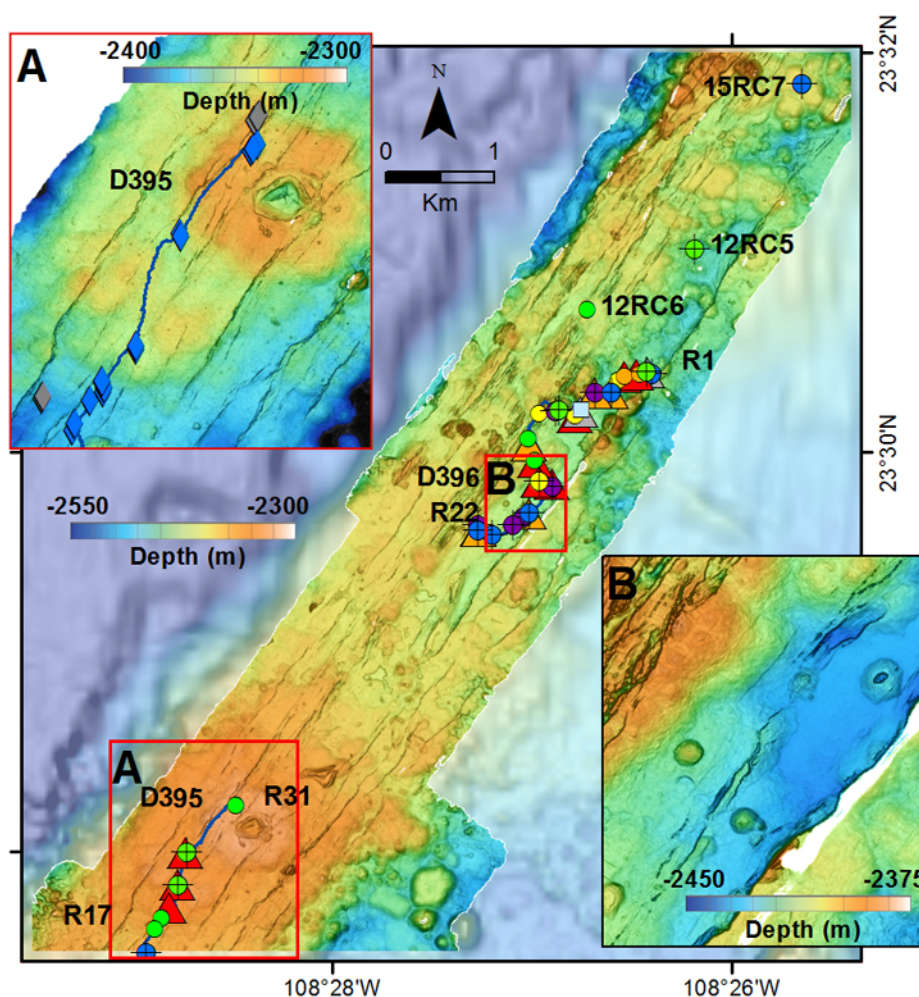 A
-2400
-2300
Depth (m)
D395
N
0
1
Km
15RC7
23°32'N
12RC5
12RC6
R1
23°30'N
B
D396
R22
-2550
-2300
Depth (m)
A
D395
R31
R17
B
-2450
-2375
Depth (m)
108°28'W
108°26'W